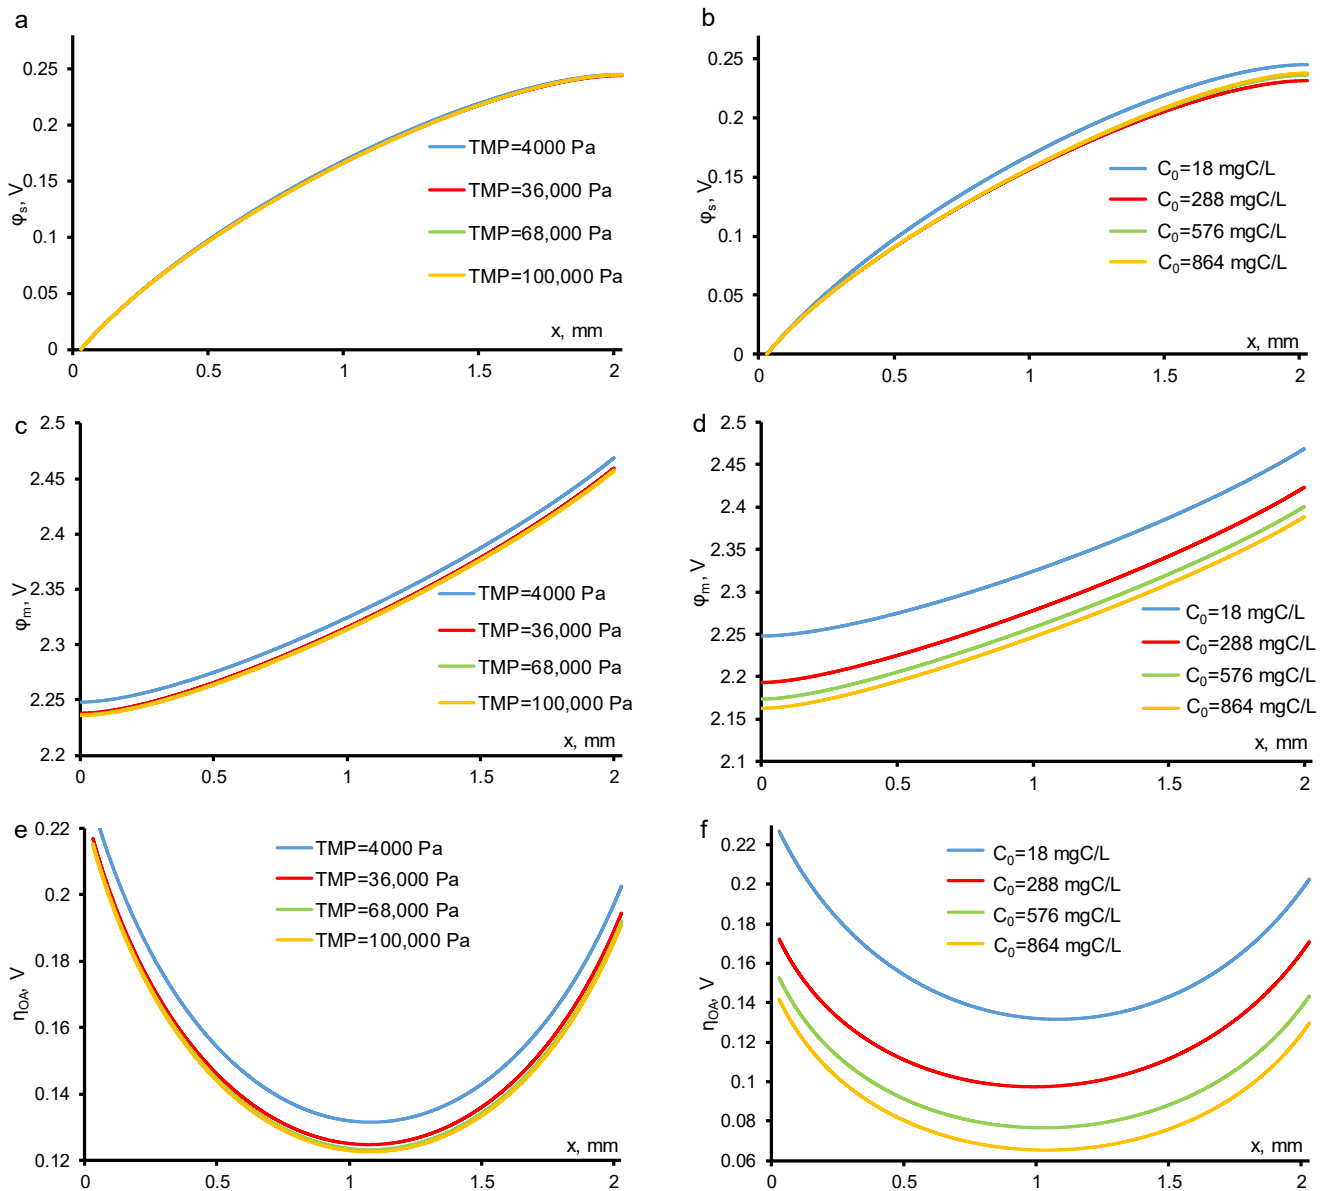 a
φs, V
0.25
0.2
0.15
0.1
0.05
0
0
0.5
1
1.5
2
x, mm
TMP=4000 Pa
TMP=36,000 Pa
TMP=68,000 Pa
TMP=100,000 Pa
b
φs, V
0.25
0.2
0.15
0.1
0.05
0
0
0.5
1
1.5
2
x, mm
C0=18 mgC/L
C0=288 mgC/L
C0=576 mgC/L
C0=864 mgC/L
c
φm, V
2.5
2.45
2.4
2.35
2.3
2.25
2.2
0
0.5
1
1.5
2
x, mm
TMP=4000 Pa
TMP=36,000 Pa
TMP=68,000 Pa
TMP=100,000 Pa
d
φm, V
2.5
2.45
2.4
2.35
2.3
2.25
2.2
2.15
2.1
0
0.5
1
1.5
2
x, mm
C0=18 mgC/L
C0=288 mgC/L
C0=576 mgC/L
C0=864 mgC/L
e
ηOA, V
0.22
0.2
0.18
0.16
0.14
0.12
0
0.5
1
1.5
2
x, mm
TMP=4000 Pa
TMP=36,000 Pa
TMP=68,000 Pa
TMP=100,000 Pa
f
ηOA, V
0.22
0.2
0.18
0.16
0.14
0.12
0.1
0.08
0.06
0
0.5
1
1.5
2
x, mm
C0=18 mgC/L
C0=288 mgC/L
C0=576 mgC/L
C0=864 mgC/L